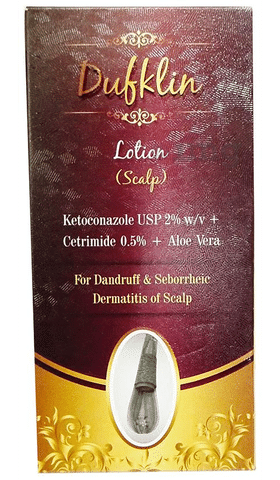 Dufklin
Lotion
(Scalp)
Ketoconazole USP 2% w/v +
Cetrimide 0.5% + Aloe Vera
For Dandruff & Seborrheic
Dermatitis of Scalp